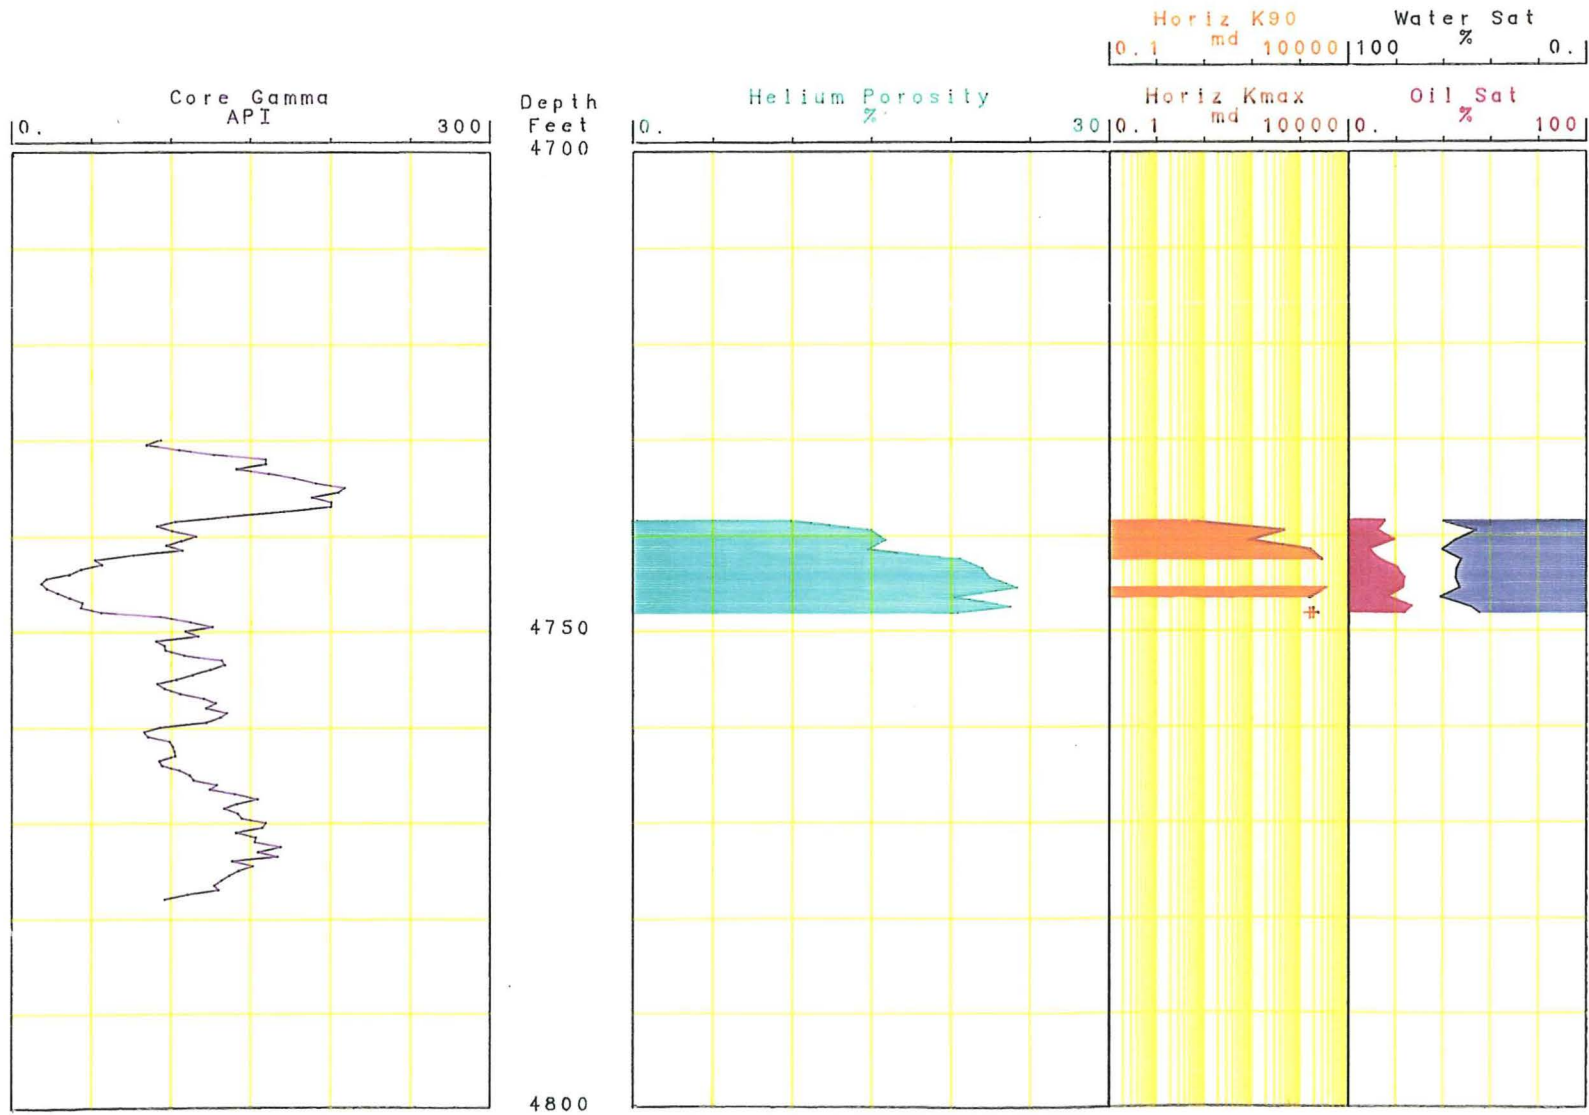 Horiz K90
md
0.1 10000
Water Sat
%
100 0.
Core Gamma
API
0. 300
Depth
Feet
Helium Porosity
%
0. 30
Horiz Kmax
md
0.1 10000
Oil Sat
%
0. 100
4700
4750
4800